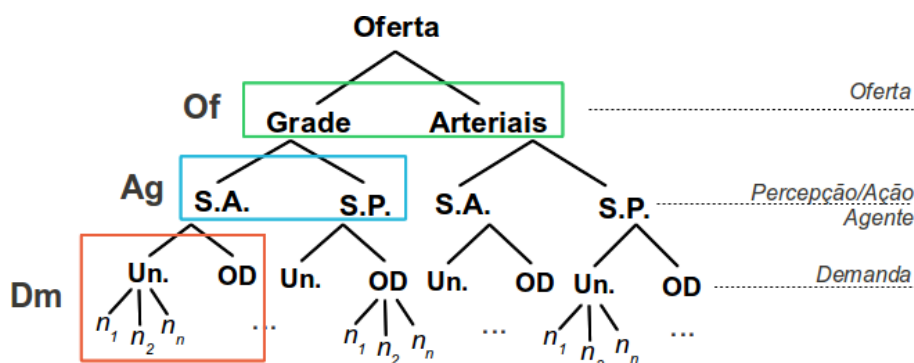 Oferta
Of Grade Arteriais Oferta
Ag S.A. S.P. S.A. S.P. Percepção/Ação
Agente
Dm Un. OD Un. OD Un. OD Un. OD Demanda
n1 n2 nn ... n1 n2 nn ... n1 nn ...